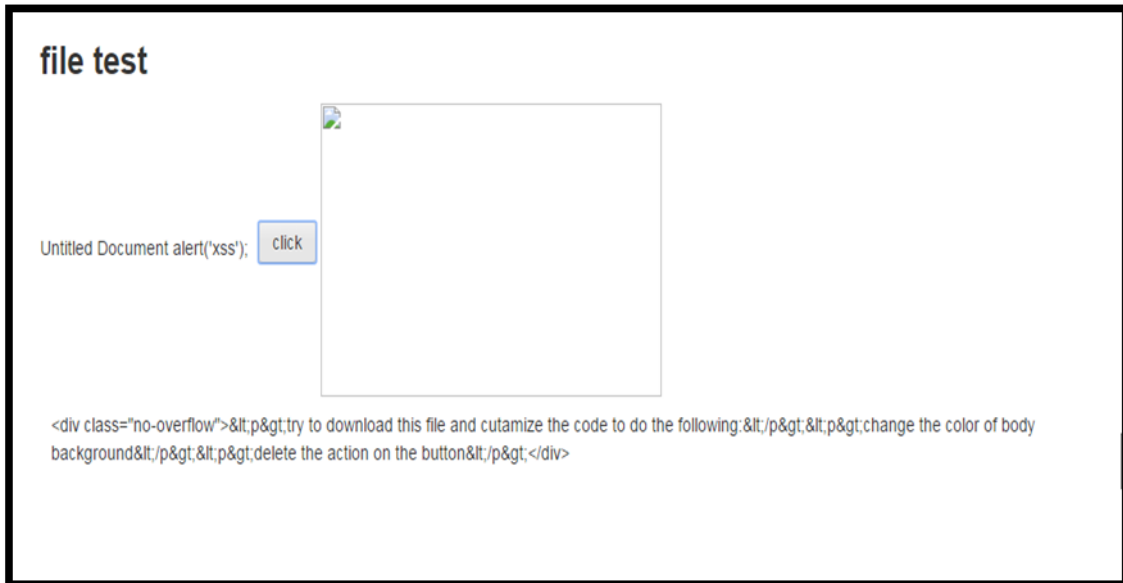 file test
Untitled Document alert('xss'); click
<div class="no-overflow">&lt;p&gt;try to download this file and cutamize the code to do the following:&lt;/p&gt;&lt;p&gt;change the color of body
background&lt;/p&gt;&lt;p&gt;delete the action on the button&lt;/p&gt;</div>